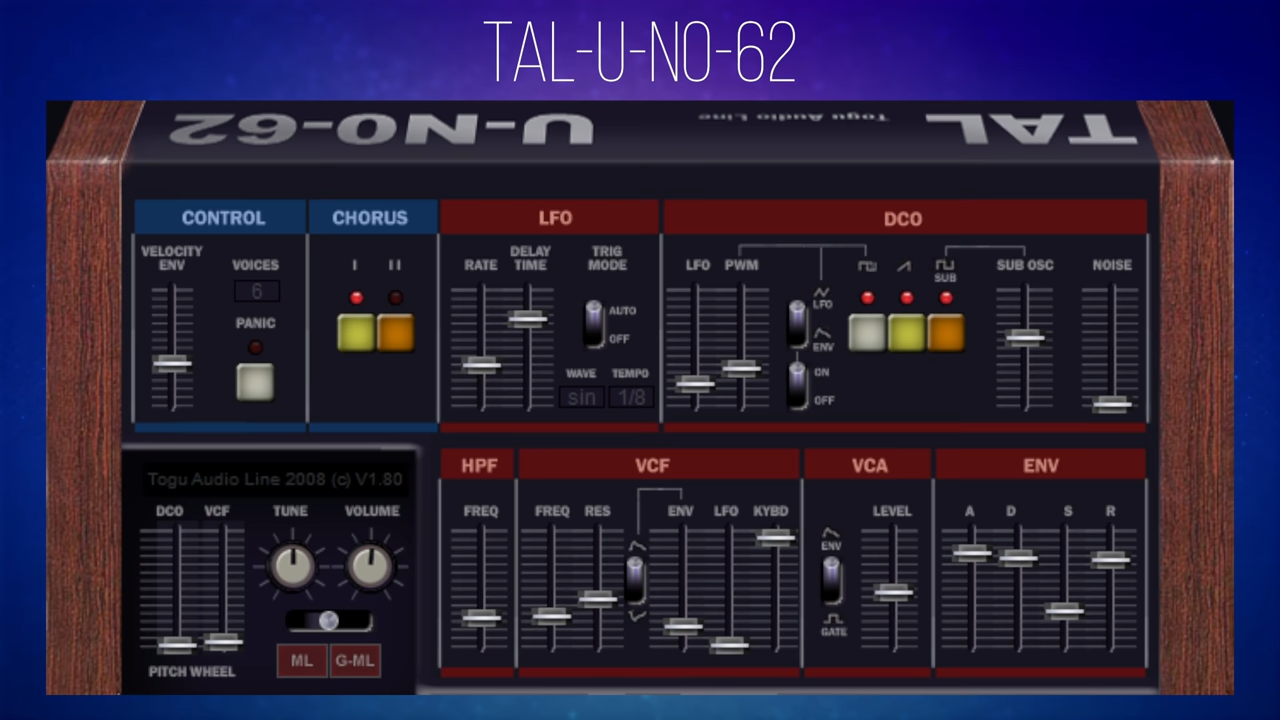 TAL-U-NO-62
TAL Togu Audio Line U-NO-62
CONTROL
VELOCITY
ENV
VOICES
6
PANIC
CHORUS
I II
LFO
RATE
DELAY
TIME
TRIG
MODE
AUTO
OFF
WAVE TEMPO
sin 1/8
DCO
LFO PWM
LFO
ENV
ON
OFF
SUB
SUB OSC
NOISE
Togu Audio Line 2008 (c) V1.80
DCO VCF
TUNE
VOLUME
PITCH WHEEL
ML G-ML
HPF
FREQ
VCF
FREQ RES ENV LFO KYBD
VCA
ENV
GATE
LEVEL
ENV
A D S R